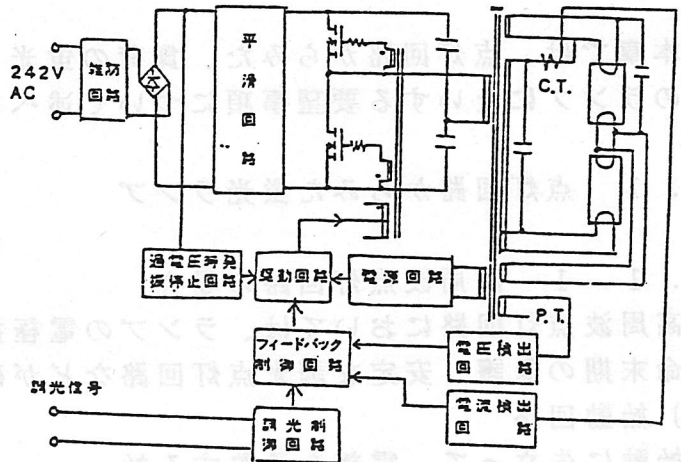 242V
AC
雑防
回路
平
滑
回
路
C.T.
過電圧時発
振停止回路
駆動回路
電源回路
P.T.
フィードバック
制御回路
電圧検出
回路
電流検出
回路
調光信号
調光制
御回路